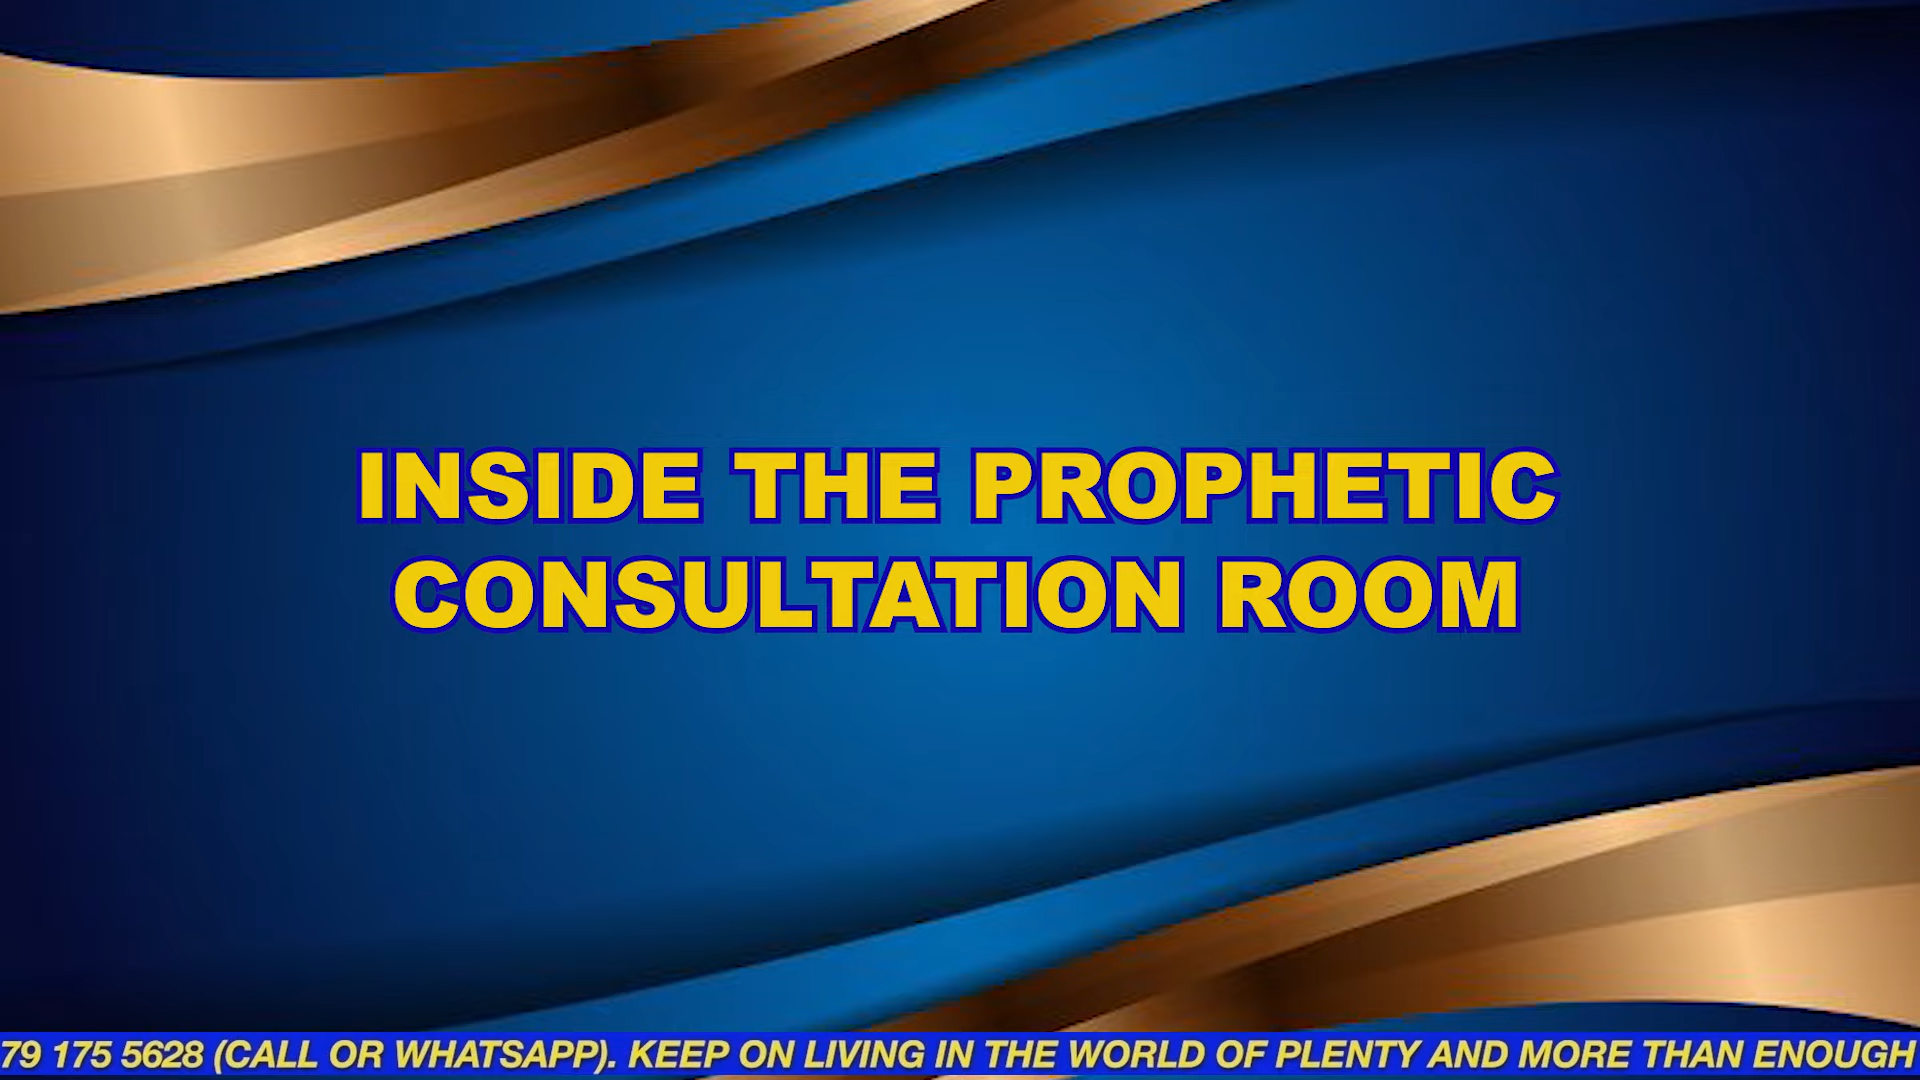 INSIDE THE PROPHETIC
CONSULTATION ROOM
79 175 5628 (CALL OR WHATSAPP). KEEP ON LIVING IN THE WORLD OF PLENTY AND MORE THAN ENOUGH